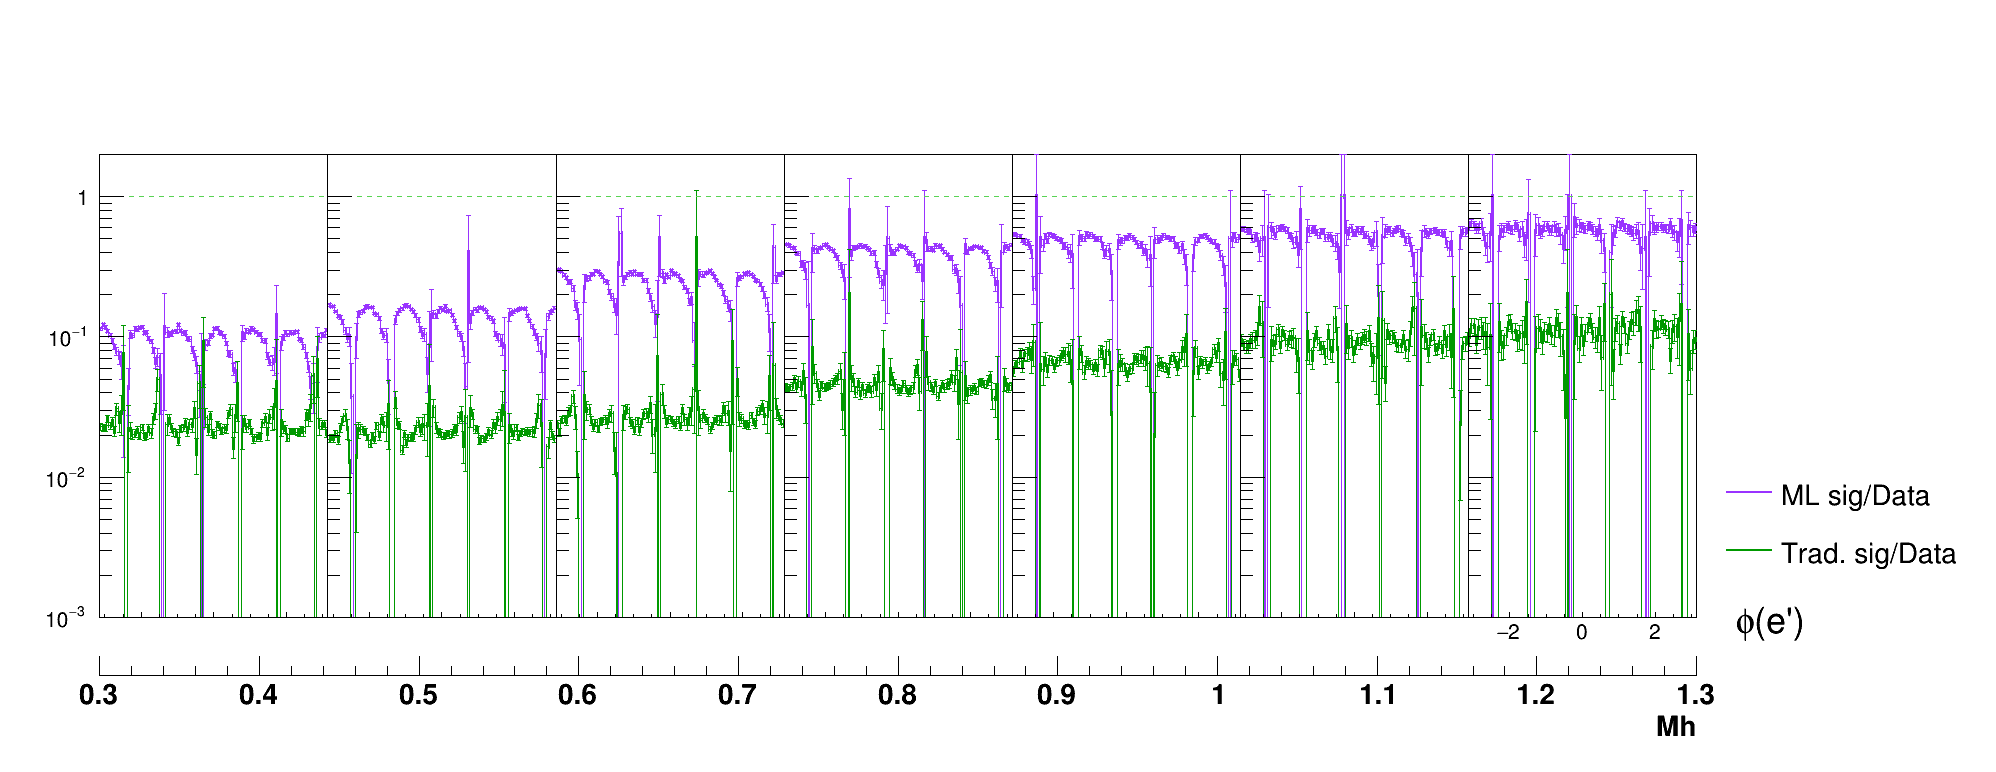 1
10⁻¹
10⁻²
10⁻³
ML sig/Data
Trad. sig/Data
−2 0 2
ϕ(e')
0.3 0.4 0.5 0.6 0.7 0.8 0.9 1 1.1 1.2 1.3
Mh